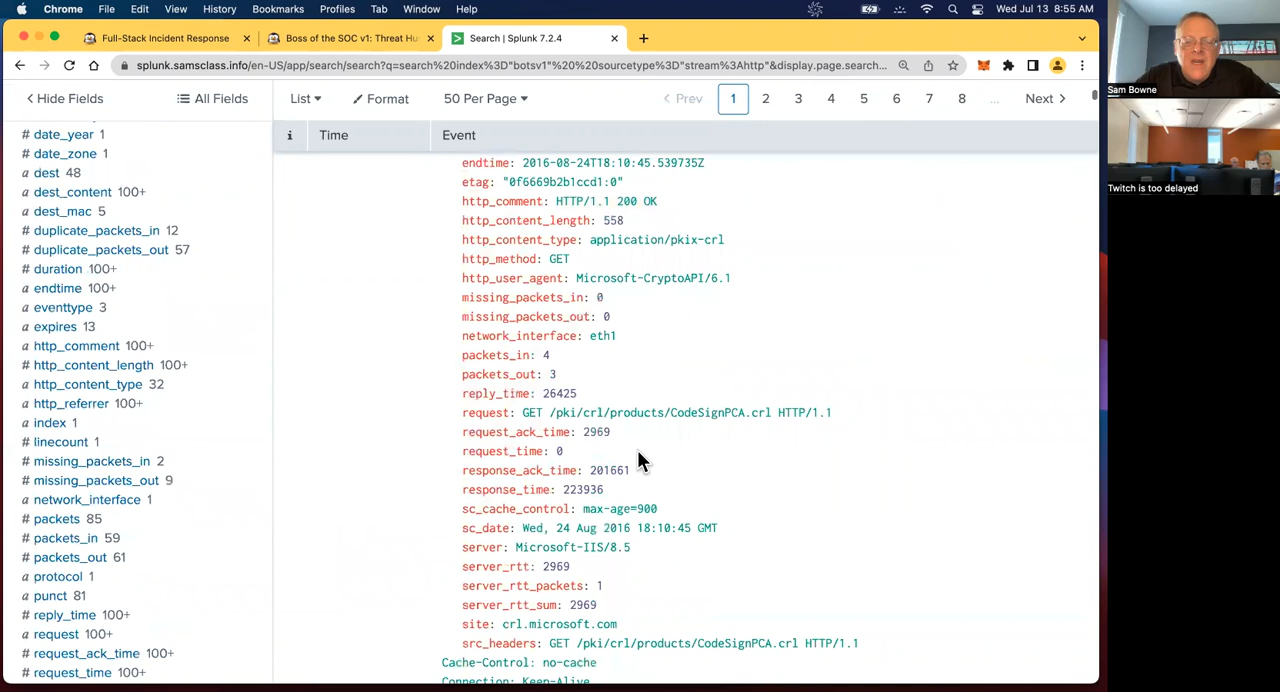 Chrome File Edit View History Bookmarks Profiles Tab Window Help Wed Jul 13 8:55 AM
Full-Stack Incident Response Boss of the SOC v1: Threat Hu Search | Splunk 7.2.4
splunk.samsclass.info/en-US/app/search/search?q=search%20index%3D"botsv1"%20%20sourcetype%3D"stream%3Ahttp"&display.page.search...
Hide Fields All Fields List Format 50 Per Page Prev 1 2 3 4 5 6 7 8 ... Next
i Time Event
# date_year 1
# date_zone 1
a dest 48
a dest_content 100+
a dest_mac 5
# duplicate_packets_in 12
# duplicate_packets_out 57
# duration 100+
a endtime 100+
a eventtype 3
a expires 13
a http_comment 100+
# http_content_length 100+
a http_content_type 32
a http_referrer 100+
a index 1
# linecount 1
# missing_packets_in 2
# missing_packets_out 9
a network_interface 1
# packets 85
# packets_in 59
# packets_out 61
a protocol 1
a punct 81
# reply_time 100+
a request 100+
# request_ack_time 100+
# request_time 100+
endtime: 2016-08-24T18:10:45.539735Z
etag: "0f6669b2b1ccd1:0"
http_comment: HTTP/1.1 200 OK
http_content_length: 558
http_content_type: application/pkix-crl
http_method: GET
http_user_agent: Microsoft-CryptoAPI/6.1
missing_packets_in: 0
missing_packets_out: 0
network_interface: eth1
packets_in: 4
packets_out: 3
reply_time: 26425
request: GET /pki/crl/products/CodeSignPCA.crl HTTP/1.1
request_ack_time: 2969
request_time: 0
response_ack_time: 201661
response_time: 223936
sc_cache_control: max-age=900
sc_date: Wed, 24 Aug 2016 18:10:45 GMT
server: Microsoft-IIS/8.5
server_rtt: 2969
server_rtt_packets: 1
server_rtt_sum: 2969
site: crl.microsoft.com
src_headers: GET /pki/crl/products/CodeSignPCA.crl HTTP/1.1
Cache-Control: no-cache
Connection: Keep-Alive
Sam Bowne
Twitch is too delayed